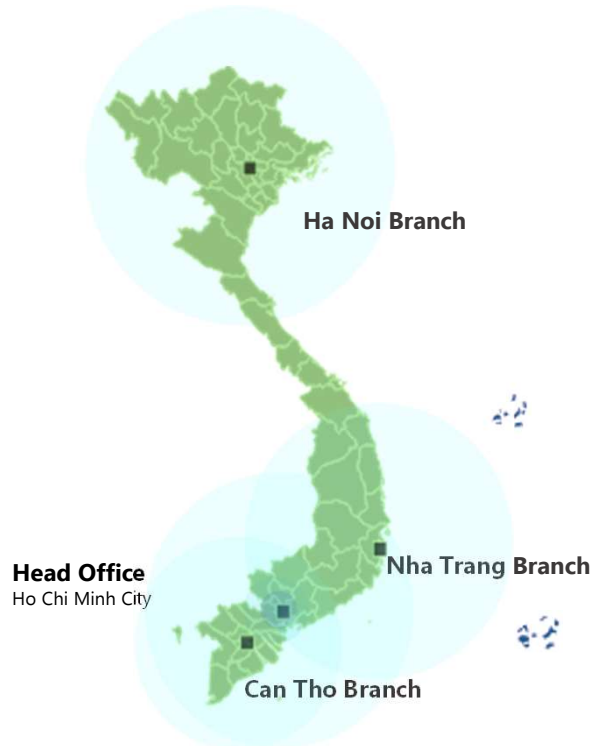 Ha Noi Branch
Nha Trang Branch
Head Office
Ho Chi Minh City
Can Tho Branch